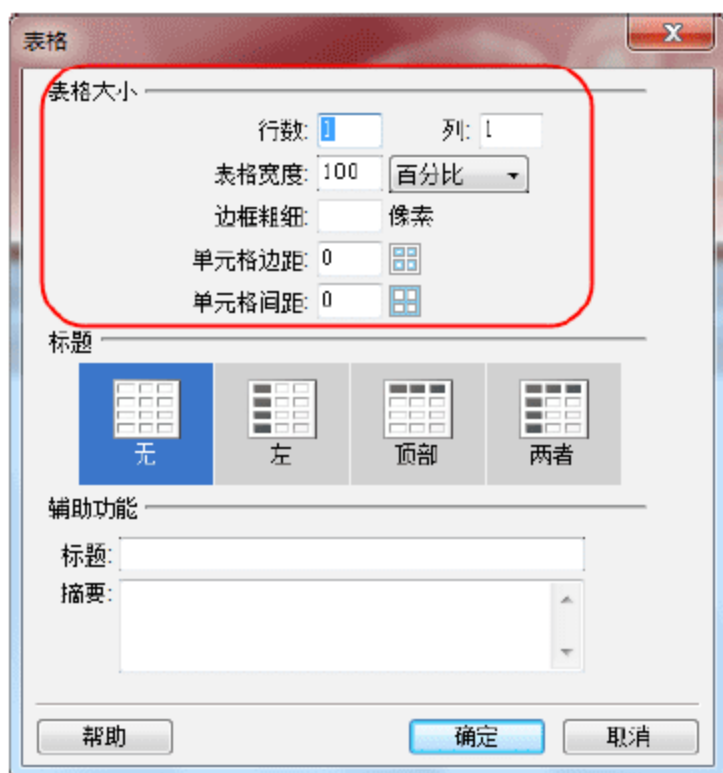 表格
表格大小
行数: 1 列: 1
表格宽度: 100 百分比
边框粗细: 像素
单元格边距: 0
单元格间距: 0
标题
无 左 顶部 两者
辅助功能
标题:
摘要:
帮助 确定 取消